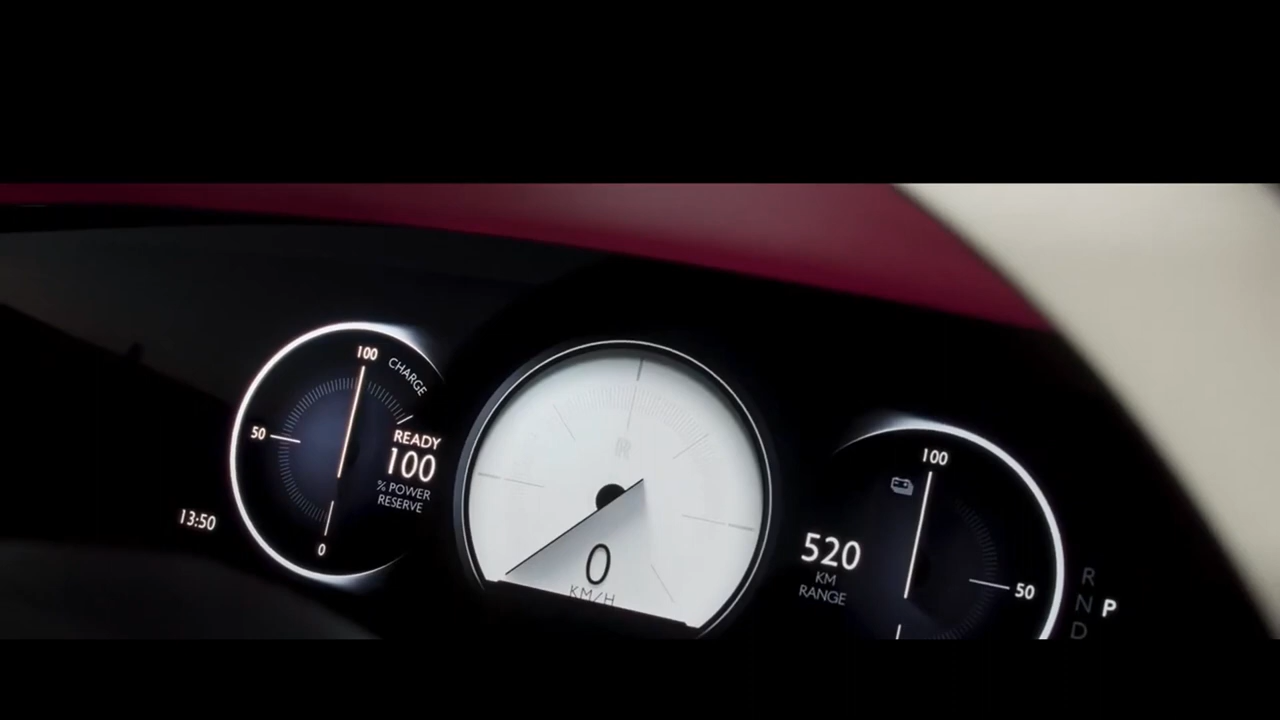 100
CHARGE
50
READY
100
% POWER
RESERVE
0
13:50
R
0
KM/H
100
520
KM
RANGE
50
R
N P
D